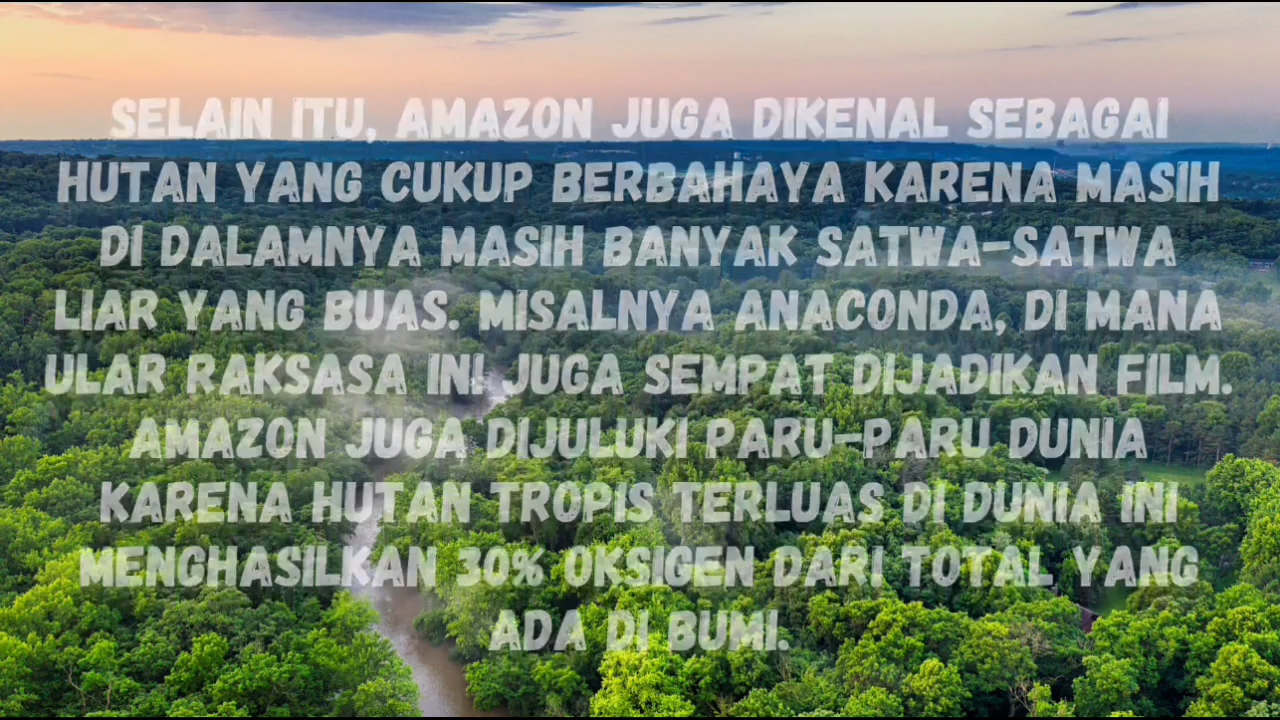 SELAIN ITU, AMAZON JUGA DIKENAL SEBAGAI
HUTAN YANG CUKUP BERBAHAYA KARENA MASIH
DI DALAMNYA MASIH BANYAK SATWA-SATWA
LIAR YANG BUAS. MISALNYA ANACONDA, DI MANA
ULAR RAKSASA INI JUGA SEMPAT DIJADIKAN FILM.
AMAZON JUGA DIJULUKI PARU-PARU DUNIA
KARENA HUTAN TROPIS TERLUAS DI DUNIA INI
MENGHASILKAN 30% OKSIGEN DARI TOTAL YANG
ADA DI BUMI.